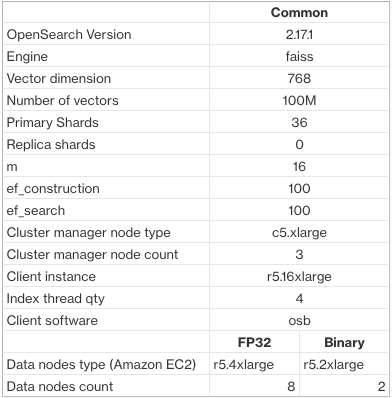 Common
OpenSearch Version 2.17.1
Engine faiss
Vector dimension 768
Number of vectors 100M
Primary Shards 36
Replica shards 0
m 16
ef_construction 100
ef_search 100
Cluster manager node type c5.xlarge
Cluster manager node count 3
Client instance r5.16xlarge
Index thread qty 4
Client software osb
FP32 Binary
Data nodes type (Amazon EC2) r5.4xlarge r5.2xlarge
Data nodes count 8 2